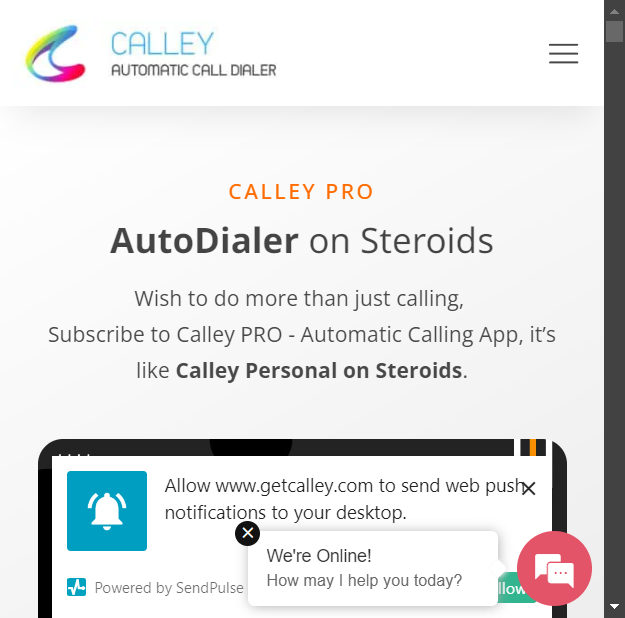 CALLEY
AUTOMATIC CALL DIALER
CALLEY PRO
AutoDialer on Steroids
Wish to do more than just calling,
Subscribe to Calley PRO - Automatic Calling App, it’s
like Calley Personal on Steroids.
Allow www.getcalley.com to send web push
notifications to your desktop.
We're Online!
How may I help you today?
Powered by SendPulse